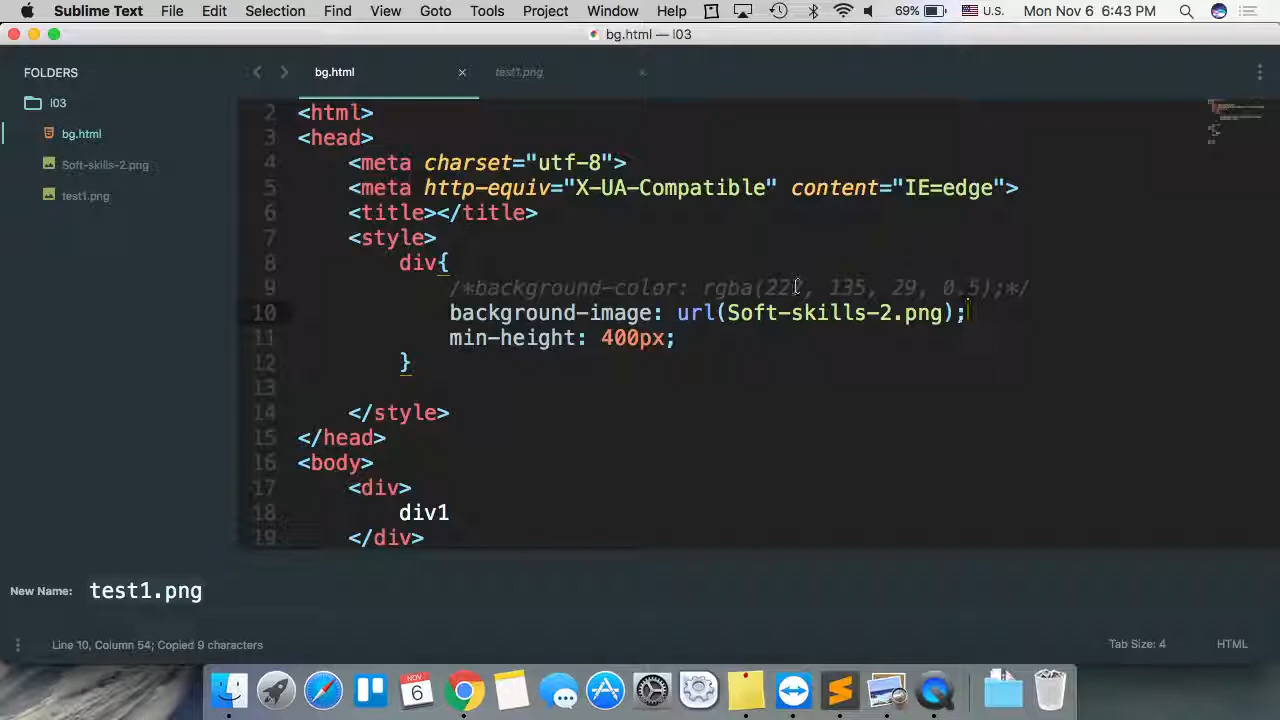 Sublime Text File Edit Selection Find View Goto Tools Project Window Help 69% U.S. Mon Nov 6 6:43 PM
bg.html — l03
FOLDERS
l03
bg.html
Soft-skills-2.png
test1.png
bg.html test1.png
2 <html>
3 <head>
4 <meta charset="utf-8">
5 <meta http-equiv="X-UA-Compatible" content="IE=edge">
6 <title></title>
7 <style>
8 div{
9 /*background-color: rgba(22 , 135, 29, 0.5);*/
10 background-image: url(Soft-skills-2.png);
11 min-height: 400px;
12 }
13
14 </style>
15 </head>
16 <body>
17 <div>
18 div1
19 </div>
New Name: test1.png
Line 10, Column 54; Copied 9 characters Tab Size: 4 HTML
NOV
6